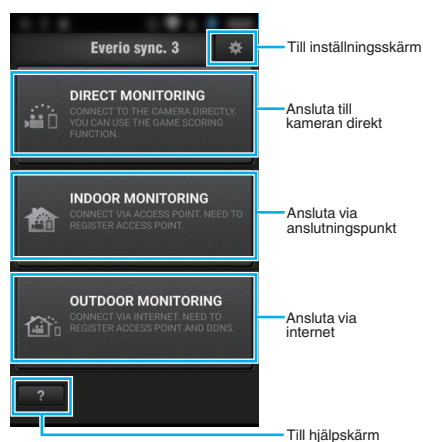 Everio sync. 3
Till inställningsskärm
DIRECT MONITORING
CONNECT TO THE CAMERA DIRECTLY.
YOU CAN USE THE GAME SCORING
FUNCTION.
Ansluta till
kameran direkt
INDOOR MONITORING
CONNECT VIA ACCESS POINT. NEED TO
REGISTER ACCESS POINT.
Ansluta via
anslutningspunkt
OUTDOOR MONITORING
CONNECT VIA INTERNET. NEED TO
REGISTER ACCESS POINT AND DDNS.
Ansluta via
internet
?
Till hjälpskärm